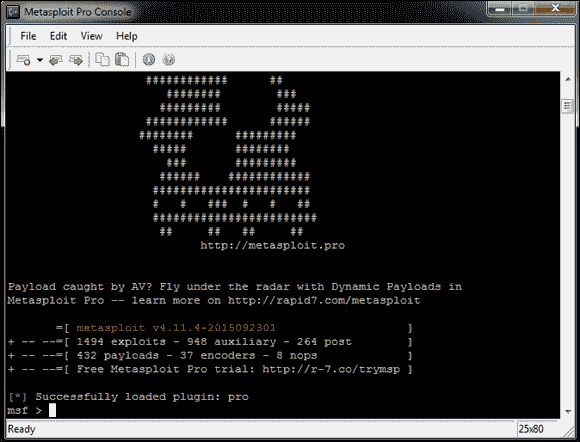 Metasploit Pro Console
File Edit View Help
############      ##
   ########        ###
  #########        #####
############      ######
########      #########
  #####       ########
    ###       #########
   ######    ############
  #######################
  #   #   ###  #   #   ##
  ########################
   ##     ##   ##     ##
http://metasploit.pro
Payload caught by AV? Fly under the radar with Dynamic Payloads in
Metasploit Pro -- learn more on http://rapid7.com/metasploit
=[ metasploit v4.11.4-2015092301 ]
+ -- --=[ 1494 exploits - 948 auxiliary - 264 post ]
+ -- --=[ 432 payloads - 37 encoders - 8 nops ]
+ -- --=[ Free Metasploit Pro trial: http://r-7.co/trymsp ]
[*] Successfully loaded plugin: pro
msf >
Ready 25x80